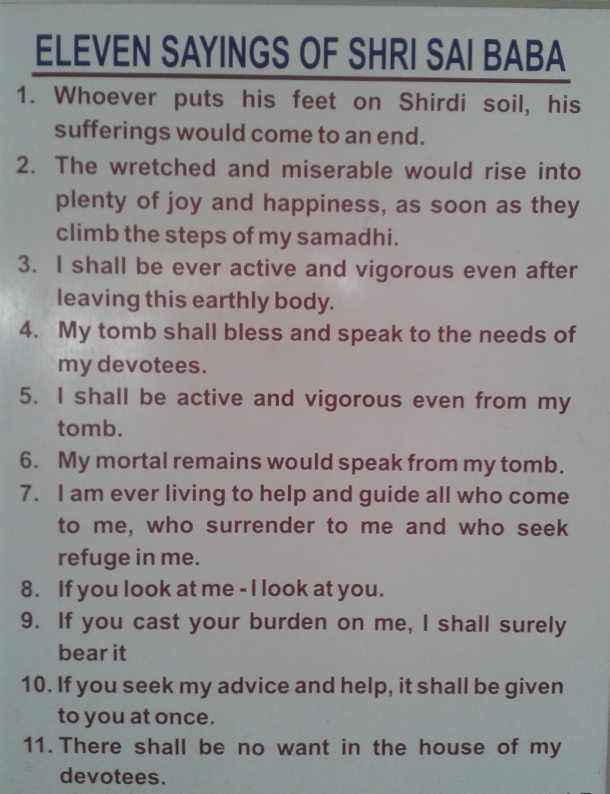 ELEVEN SAYINGS OF SHRI SAI BABA
1. Whoever puts his feet on Shirdi soil, his
sufferings would come to an end.
2. The wretched and miserable would rise into
plenty of joy and happiness, as soon as they
climb the steps of my samadhi.
3. I shall be ever active and vigorous even after
leaving this earthly body.
4. My tomb shall bless and speak to the needs of
my devotees.
5. I shall be active and vigorous even from my
tomb.
6. My mortal remains would speak from my tomb.
7. I am ever living to help and guide all who come
to me, who surrender to me and who seek
refuge in me.
8. If you look at me - I look at you.
9. If you cast your burden on me, I shall surely
bear it
10. If you seek my advice and help, it shall be given
to you at once.
11. There shall be no want in the house of my
devotees.